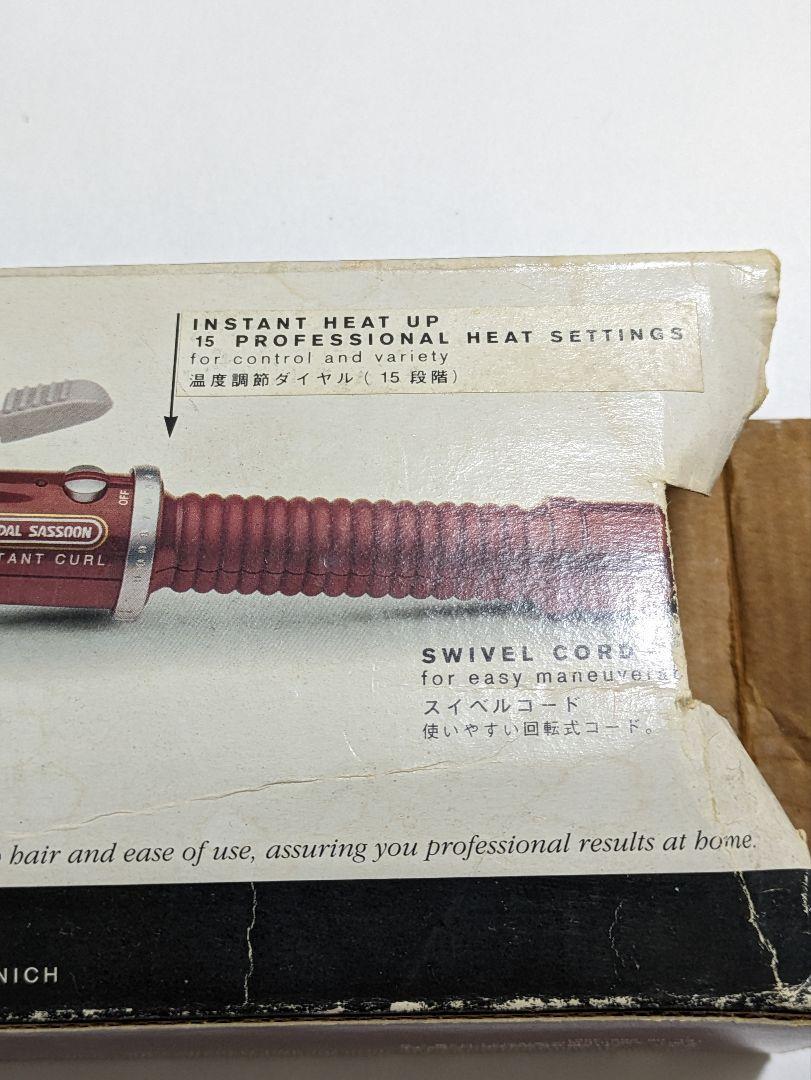 INSTANT HEAT UP
15 PROFESSIONAL HEAT SETTINGS
for control and variety
温度調節ダイヤル(15段階)
OFF
DAL SASSOON
TANT CURL
SWIVEL CORD
for easy maneuverab
スイベルコード
使いやすい回転式コード。
hair and ease of use, assuring you professional results at home.
NICH